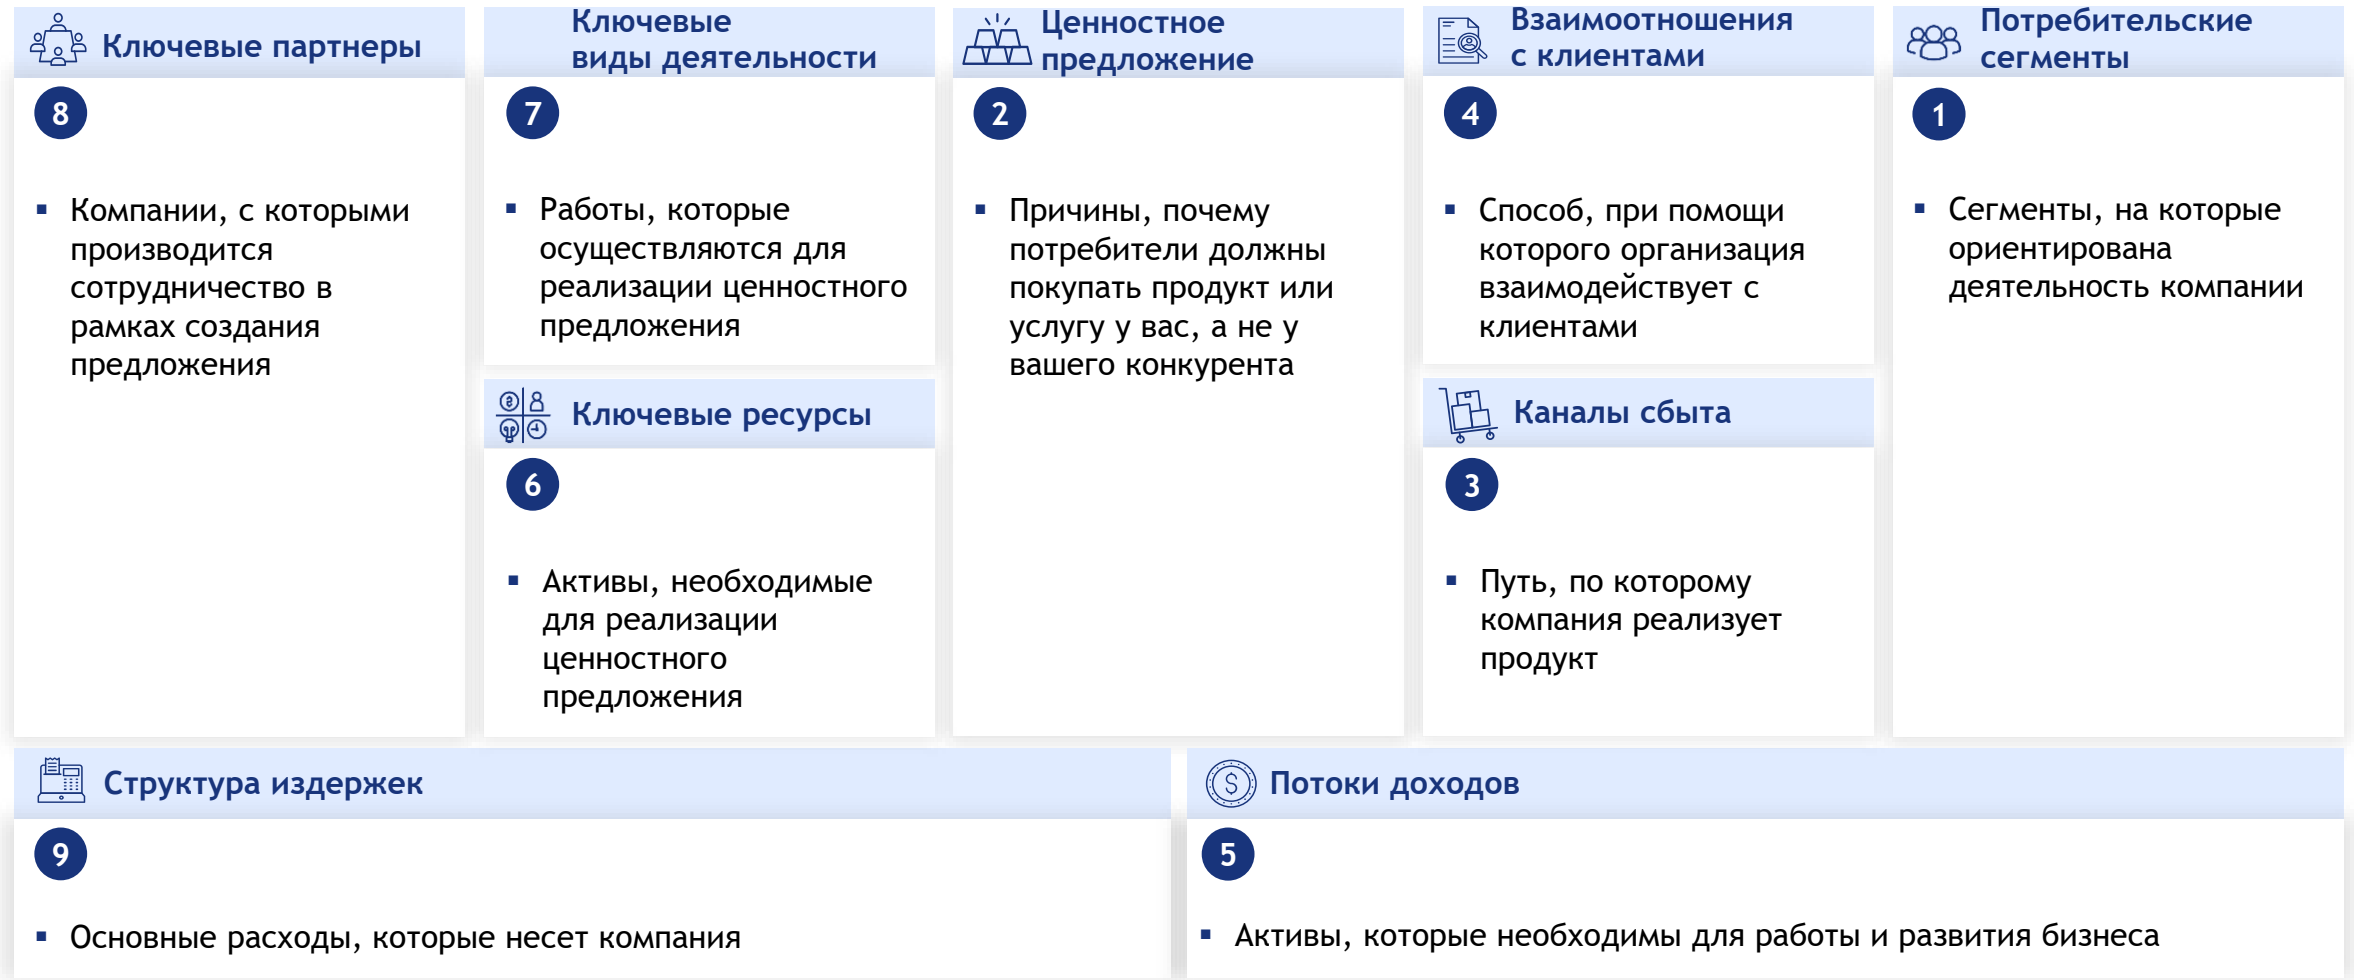 Ключевые партнеры
8
Компании, с которыми
производится
сотрудничество в
рамках создания
предложения
Ключевые
виды деятельности
7
Работы, которые
осуществляются для
реализации ценностного
предложения
Ключевые ресурсы
6
Активы, необходимые
для реализации
ценностного
предложения
Ценностное
предложение
2
Причины, почему
потребители должны
покупать продукт или
услугу у вас, а не у
вашего конкурента
Взаимоотношения
с клиентами
4
Способ, при помощи
которого организация
взаимодействует с
клиентами
Каналы сбыта
3
Путь, по которому
компания реализует
продукт
Потребительские
сегменты
1
Сегменты, на которые
ориентирована
деятельность компании
Структура издержек
9
Основные расходы, которые несет компания
Потоки доходов
5
Активы, которые необходимы для работы и развития бизнеса